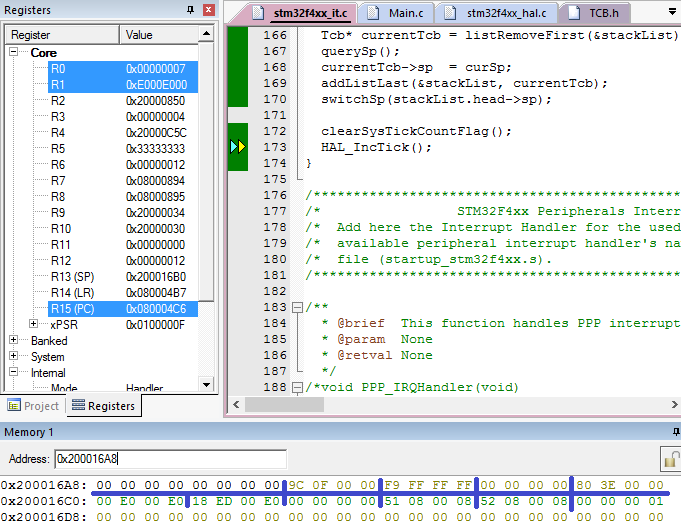 Registers
Register Value
Core
R0 0x00000007
R1 0xE000E000
R2 0x20000850
R3 0x00000004
R4 0x20000C5C
R5 0x33333333
R6 0x00000012
R7 0x08000894
R8 0x08000895
R9 0x20000034
R10 0x20000030
R11 0x00000000
R12 0x00000012
R13 (SP) 0x200016B0
R14 (LR) 0x080004B7
R15 (PC) 0x080004C6
xPSR 0x0100000F
Banked
System
Internal
Mode Handler
Project Registers
stm32f4xx_it.c Main.c stm32f4xx_hal.c TCB.h
166 Tcb* currentTcb = listRemoveFirst(&stackList)
167 querySp();
168 currentTcb->sp = curSp;
169 addListLast(&stackList, currentTcb);
170 switchSp(stackList.head->sp);
171
172 clearSysTickCountFlag();
173 HAL_IncTick();
174 }
175
176 /************************************************
177 /* STM32F4xx Peripherals Interr
178 /* Add here the Interrupt Handler for the used
179 /* available peripheral interrupt handler's na
180 /* file (startup_stm32f4xx.s).
181 /************************************************
182
183 /**
184 * @brief This function handles PPP interrupt
185 * @param None
186 * @retval None
187 */
188 /*void PPP_IRQHandler(void)
Memory 1
Address: 0x200016A8
0x200016A8: 00 00 00 00 00 00 00 00 9C 0F 00 00 F9 FF FF FF 00 00 00 00 80 3E 00 00
0x200016C0: 00 E0 00 E0 18 ED 00 E0 00 00 00 00 51 08 00 08 52 08 00 08 00 00 00 01
0x200016D8: 00 00 00 00 00 00 00 00 00 00 00 00 00 00 00 00 00 00 00 00 00 00 00 00